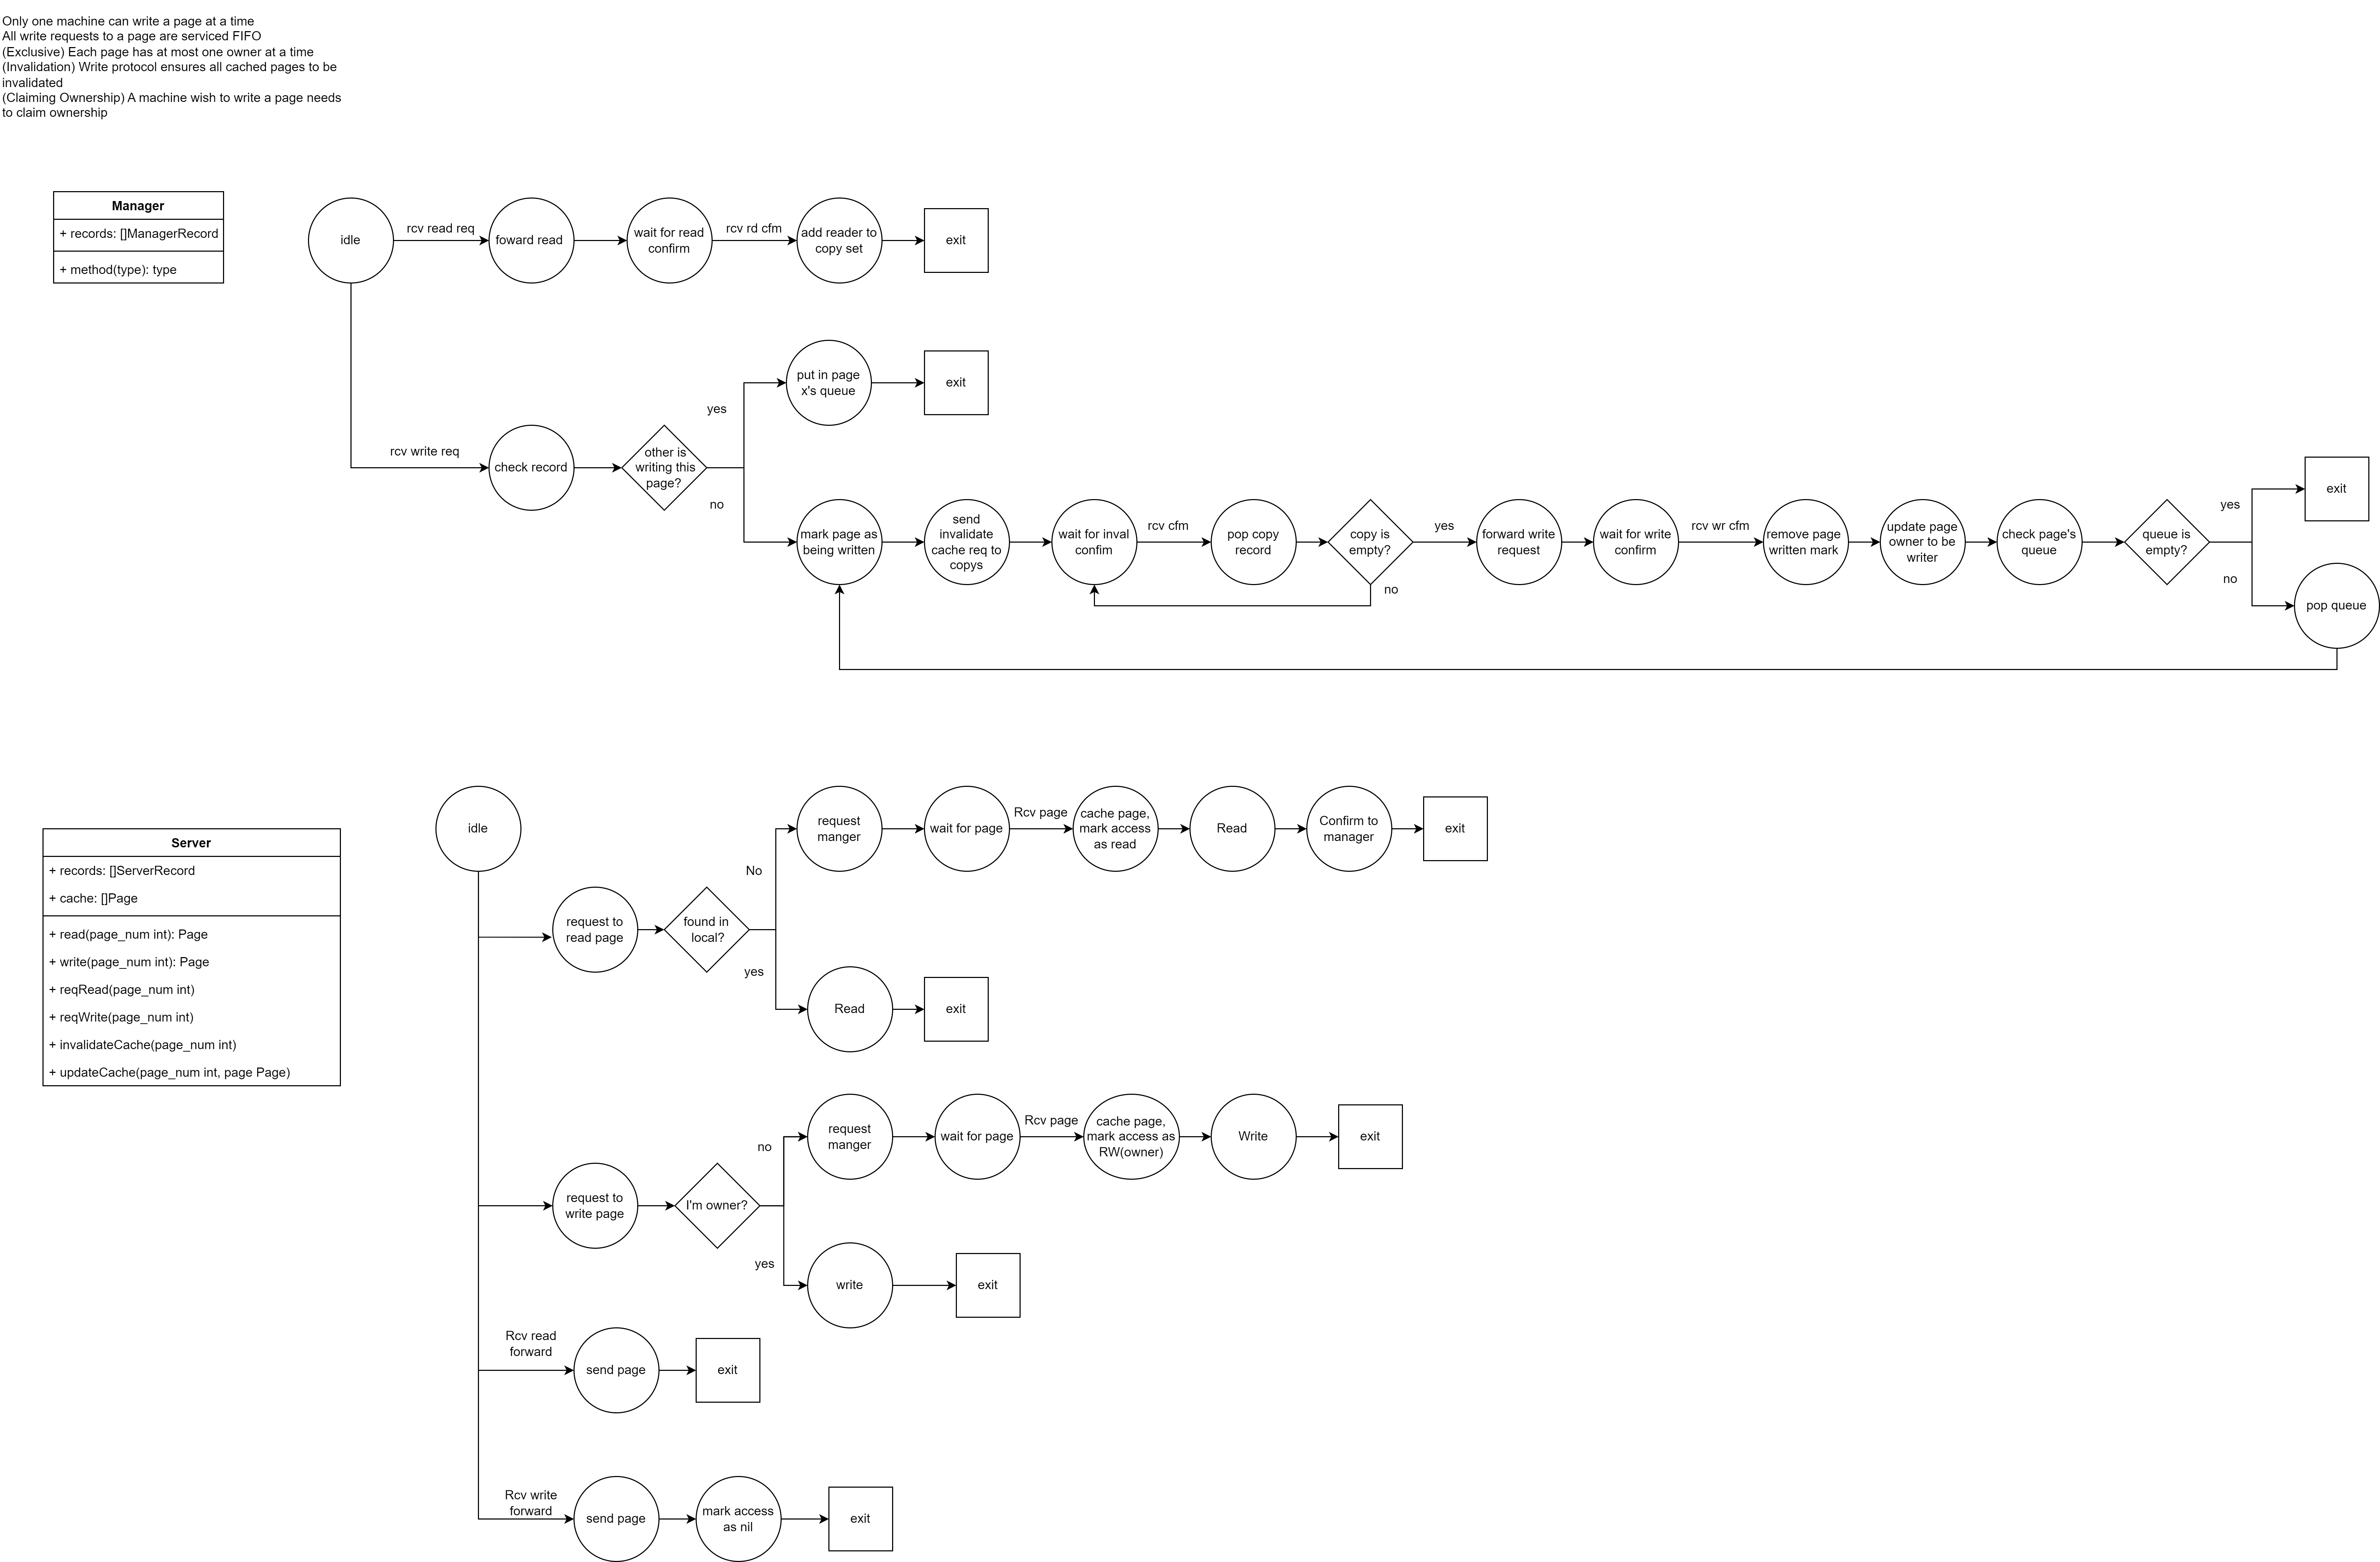 Only one machine can write a page at a time
All write requests to a page are serviced FIFO
(Exclusive) Each page has at most one owner at a time
(Invalidation) Write protocol ensures all cached pages to be
invalidated
(Claiming Ownership) A machine wish to write a page needs
to claim ownership
Manager
+ records: []ManagerRecord
+ method(type): type
idle
rcv read req
foward read
wait for read
confirm
rcv rd cfm
add reader to
copy set
exit
put in page
x's queue
exit
yes
rcv write req
check record
other is
writing this
page?
no
mark page as
being written
send
invalidate
cache req to
copys
wait for inval
confim
rcv cfm
pop copy
record
copy is
empty?
yes
no
forward write
request
wait for write
confirm
rcv wr cfm
remove page
written mark
update page
owner to be
writer
check page's
queue
queue is
empty?
yes
exit
no
pop queue
Server
+ records: []ServerRecord
+ cache: []Page
+ read(page_num int): Page
+ write(page_num int): Page
+ reqRead(page_num int)
+ reqWrite(page_num int)
+ invalidateCache(page_num int)
+ updateCache(page_num int, page Page)
idle
request to
read page
found in
local?
No
request
manger
wait for page
Rcv page
cache page,
mark access
as read
Read
Confirm to
manager
exit
yes
Read
exit
request to
write page
I'm owner?
no
request
manger
wait for page
Rcv page
cache page,
mark access as
RW(owner)
Write
exit
yes
write
exit
Rcv read
forward
send page
exit
Rcv write
forward
send page
mark access
as nil
exit